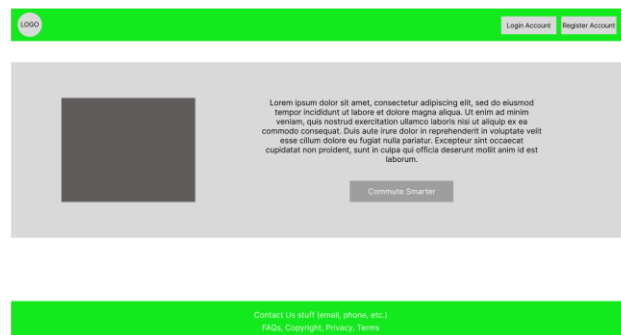 LOGO
Login Account
Register Account
Lorem ipsum dolor sit amet, consectetur adipiscing elit, sed do eiusmod
tempor incididunt ut labore et dolore magna aliqua. Ut enim ad minim
veniam, quis nostrud exercitation ullamco laboris nisi ut aliquip ex ea
commodo consequat. Duis aute irure dolor in reprehenderit in voluptate velit
esse cillum dolore eu fugiat nulla pariatur. Excepteur sint occaecat
cupidatat non proident, sunt in culpa qui officia deserunt mollit anim id est
laborum.
Commute Smarter
Contact Us stuff (email, phone, etc.)
FAQs, Copyright, Privacy, Terms